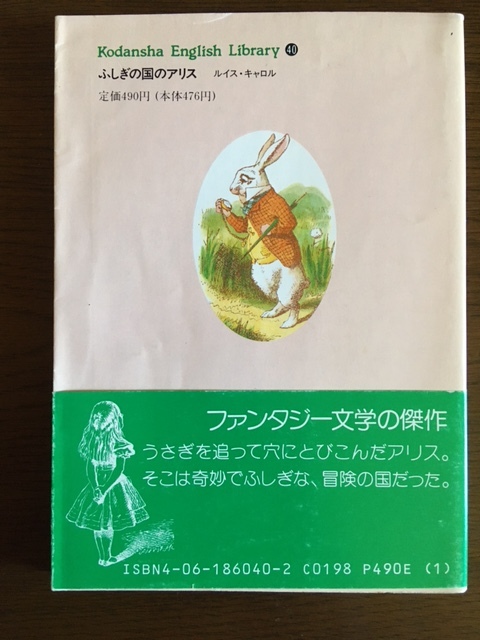 Kodansha English Library 40
ふしぎの国のアリス ルイス・キャロル
定価490円 (本体476円)
ファンタジー文学の傑作
うさぎを追って穴にとびこんだアリス。
そこは奇妙でふしぎな、冒険の国だった。
ISBN4-06-186040-2 C0198 P490E (1)